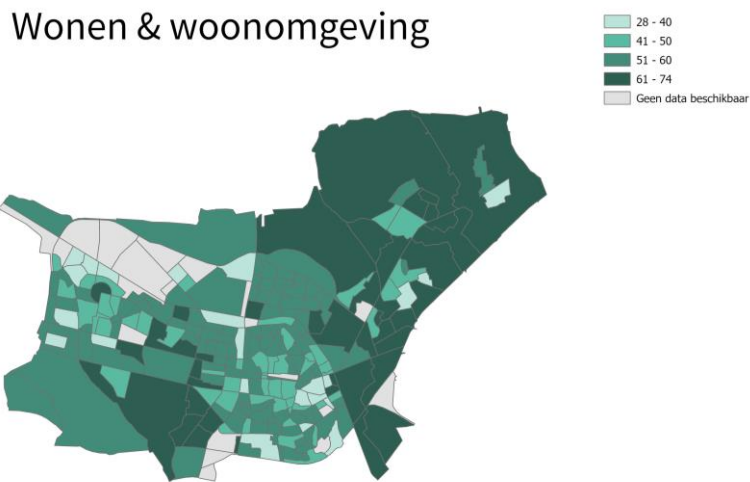 Wonen & woonomgeving
28 - 40
41 - 50
51 - 60
61 - 74
Geen data beschikbaar